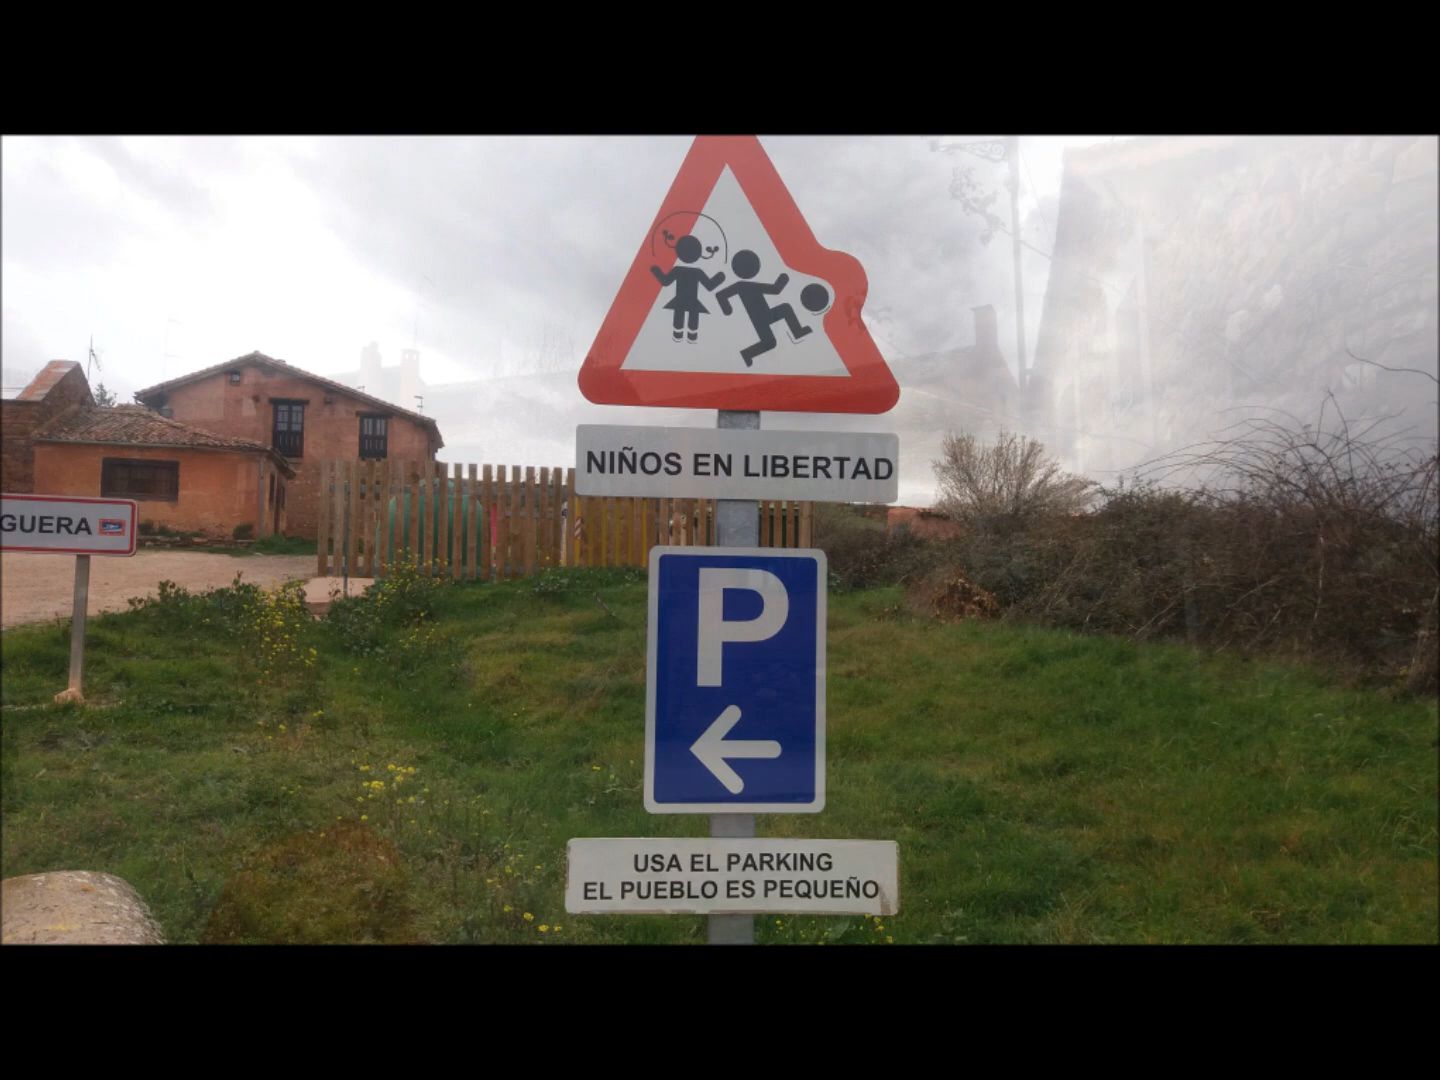 NIÑOS EN LIBERTAD
GUERA
P
USA EL PARKING
EL PUEBLO ES PEQUEÑO